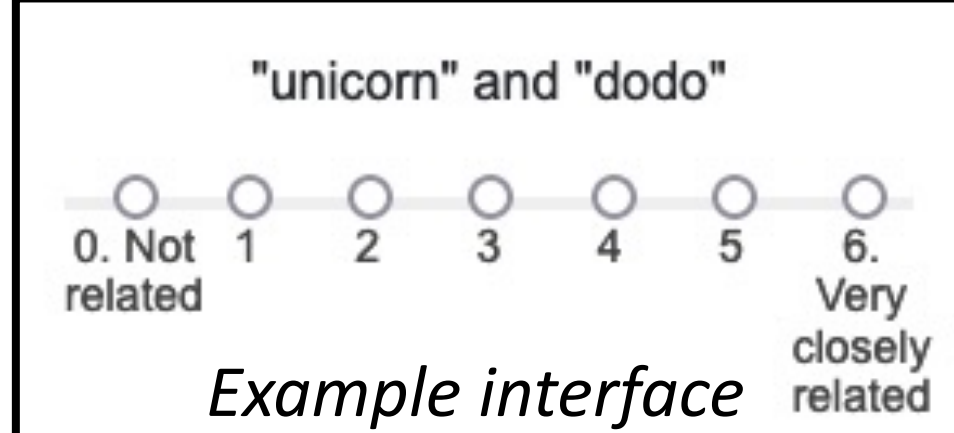 "unicorn" and "dodo"
0. Not related 1 2 3 4 5 6. Very closely related
Example interface